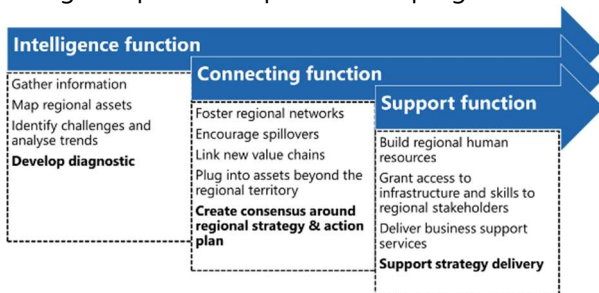 Intelligence function
Gather information
Map regional assets
Identify challenges and
analyse trends
Develop diagnostic
Connecting function
Foster regional networks
Encourage spillovers
Link new value chains
Plug into assets beyond the
regional territory
Create consensus around
regional strategy & action
plan
Support function
Build regional human
resources
Grant access to
infrastructure and skills to
regional stakeholders
Deliver business support
services
Support strategy delivery